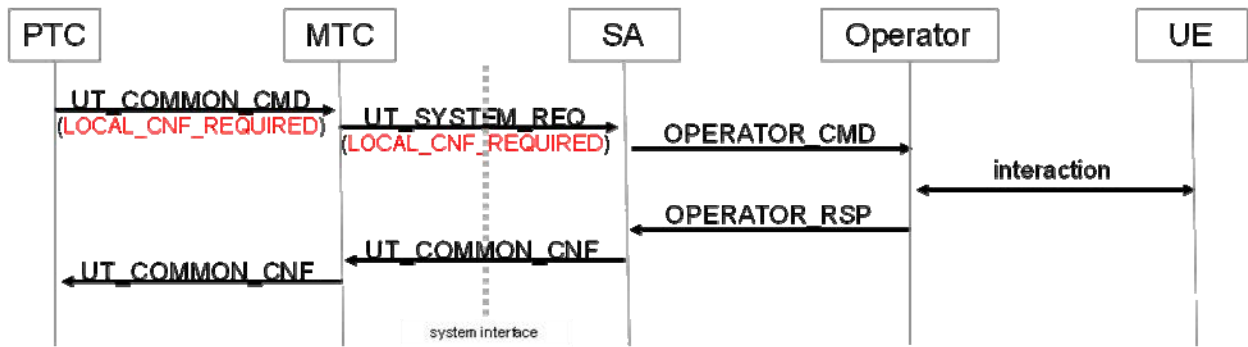 PTC MTC SA Operator UE
UT_COMMON_CMD
(LOCAL_CNF_REQUIRED)
UT_SYSTEM_REQ
(LOCAL_CNF_REQUIRED)
OPERATOR_CMD
interaction
OPERATOR_RSP
UT_COMMON_CNF
UT_COMMON_CNF
system interface